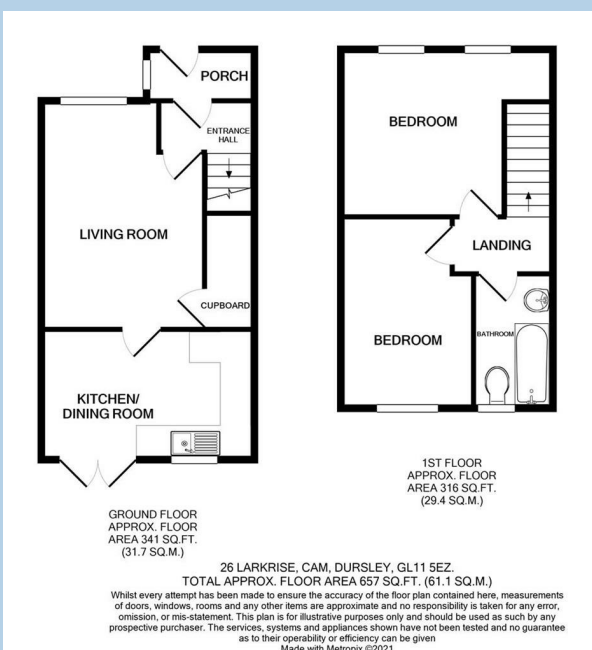 PORCH
ENTRANCE
HALL
LIVING ROOM
CUPBOARD
KITCHEN/
DINING ROOM
GROUND FLOOR
APPROX. FLOOR
AREA 341 SQ.FT.
(31.7 SQ.M.)
BEDROOM
LANDING
BEDROOM
BATHROOM
1ST FLOOR
APPROX. FLOOR
AREA 316 SQ.FT.
(29.4 SQ.M.)
26 LARKRISE, CAM, DURSLEY, GL11 5EZ.
TOTAL APPROX. FLOOR AREA 657 SQ.FT. (61.1 SQ.M.)
Whilst every attempt has been made to ensure the accuracy of the floor plan contained here, measurements
of doors, windows, rooms and any other items are approximate and no responsibility is taken for any error,
omission, or mis-statement. This plan is for illustrative purposes only and should be used as such by any
prospective purchaser. The services, systems and appliances shown have not been tested and no guarantee
as to their operability or efficiency can be given
Made with Metropix ©2021